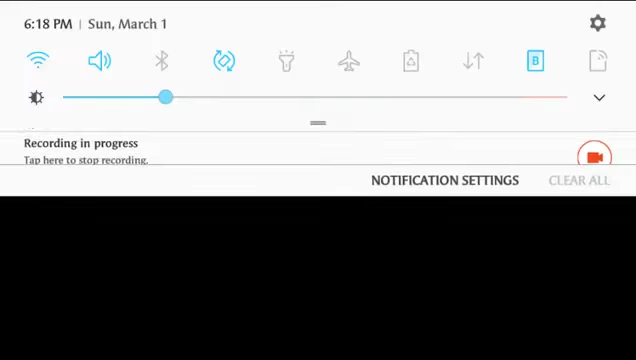 6:18 PM | Sun, March 1
B
Recording in progress
Tap here to stop recording.
NOTIFICATION SETTINGS CLEAR ALL